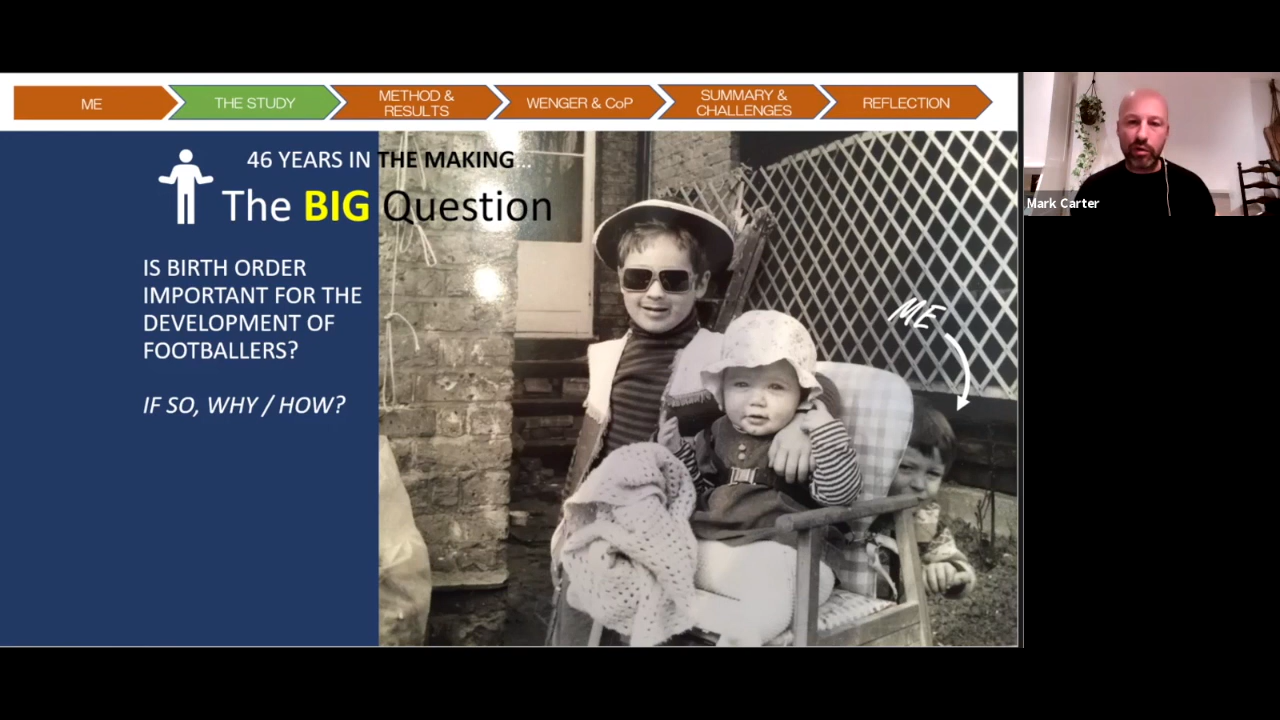 ME
THE STUDY
METHOD &
RESULTS
WENGER & CoP
SUMMARY &
CHALLENGES
REFLECTION
46 YEARS IN THE MAKING...
The BIG Question
IS BIRTH ORDER
IMPORTANT FOR THE
DEVELOPMENT OF
FOOTBALLERS?
IF SO, WHY / HOW?
ME
Mark Carter